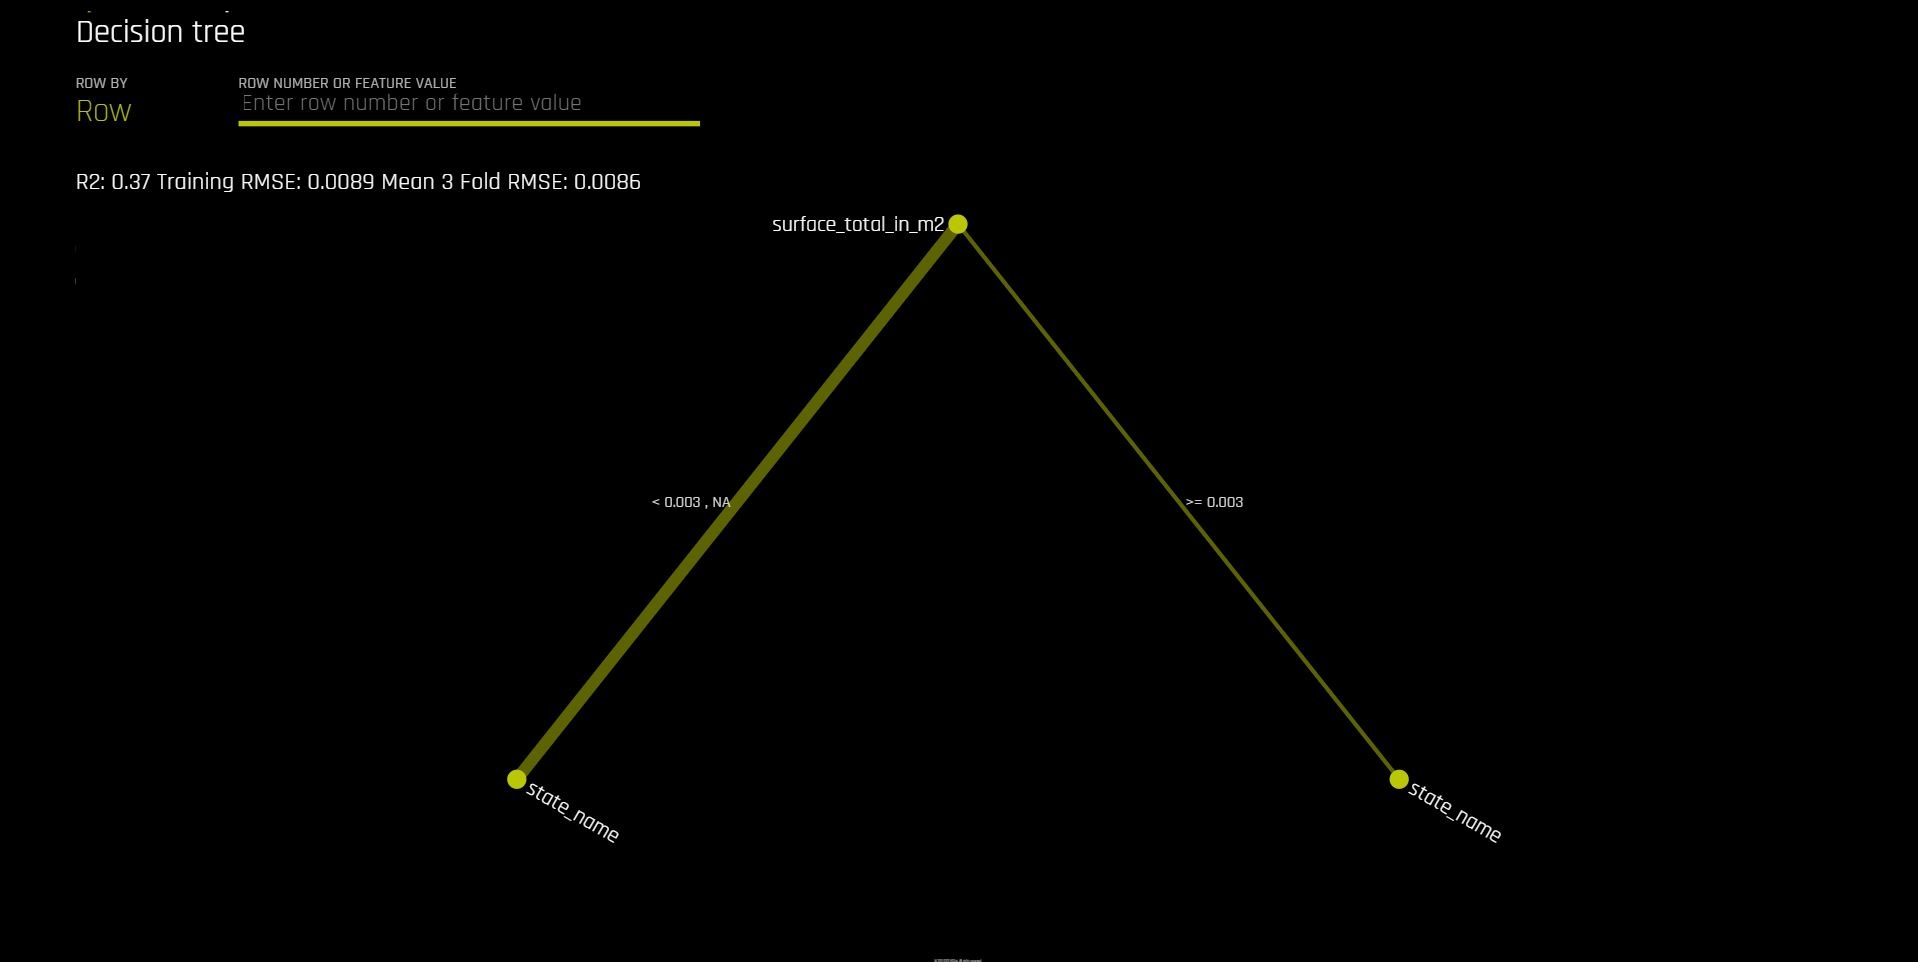 Decision tree
ROW BY
ROW NUMBER OR FEATURE VALUE
Row
Enter row number or feature value
R2: 0.37 Training RMSE: 0.0089 Mean 3 Fold RMSE: 0.0086
surface_total_in_m2
< 0.003 , NA
>= 0.003
state_name
state_name